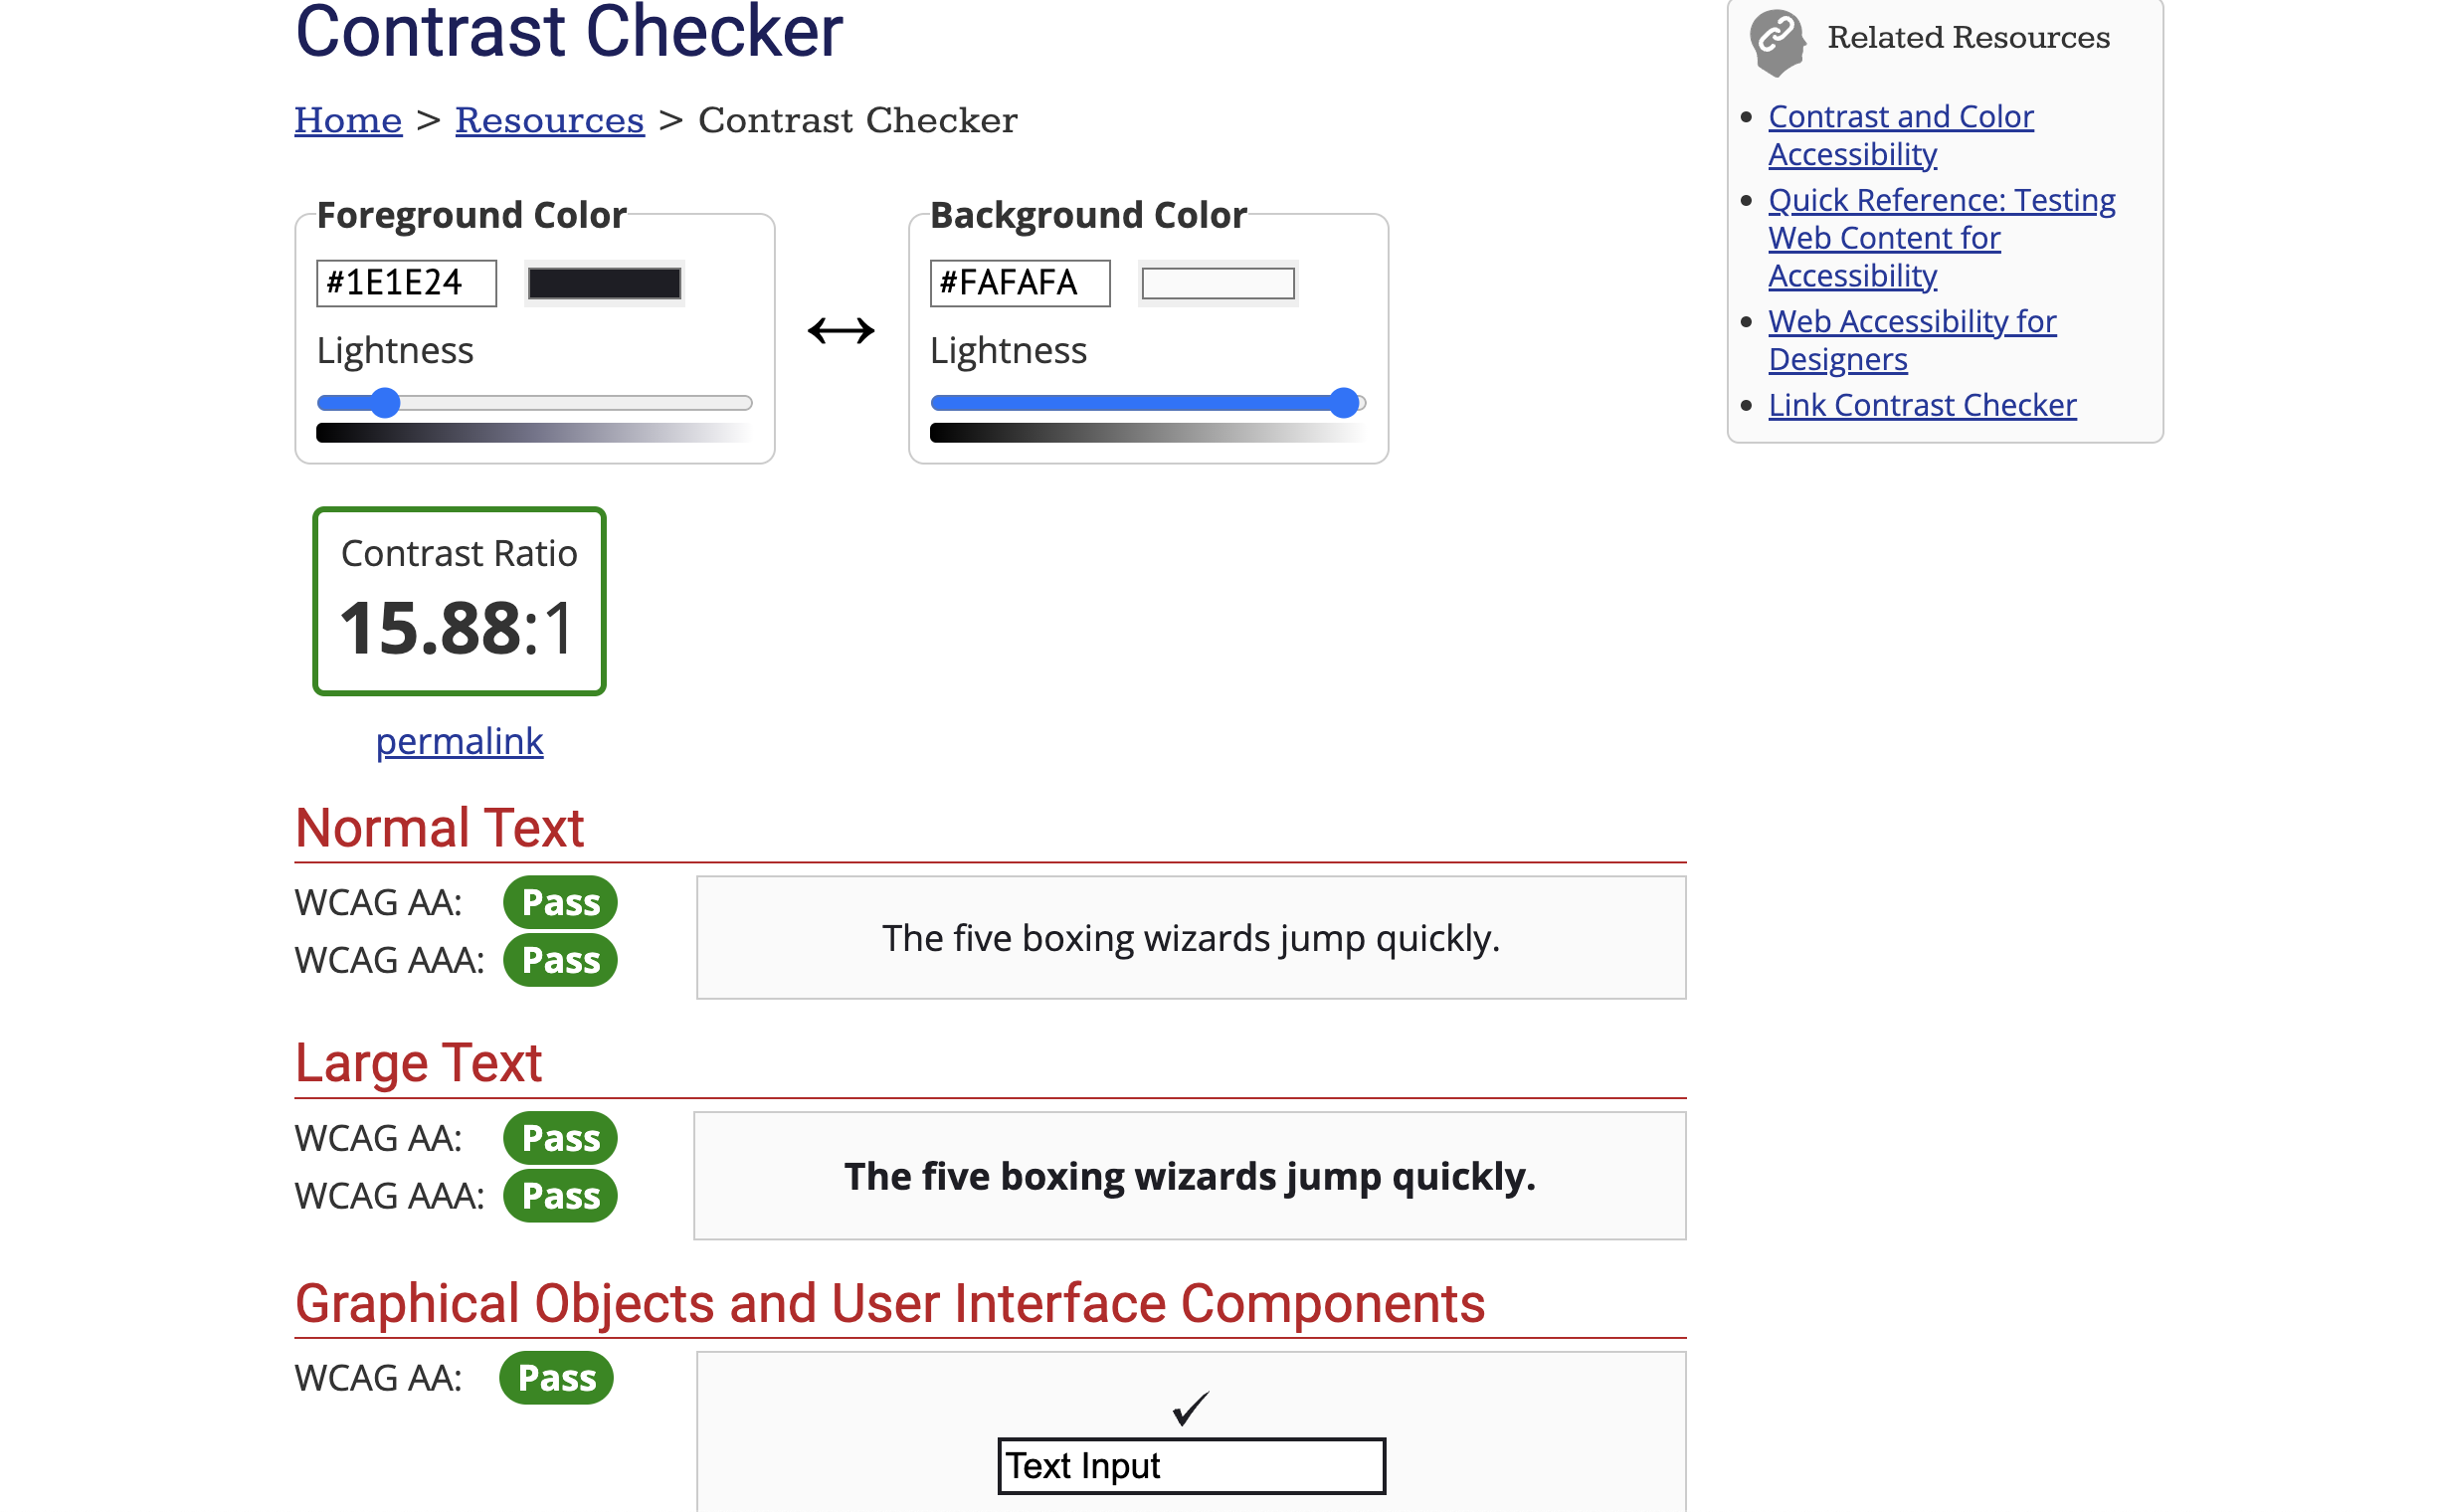 Contrast Checker
Home > Resources > Contrast Checker
Foreground Color
#1E1E24
Lightness
Background Color
#FAFAFA
Lightness
Contrast Ratio
15.88:1
permalink
Normal Text
WCAG AA: Pass
WCAG AAA: Pass
The five boxing wizards jump quickly.
Large Text
WCAG AA: Pass
WCAG AAA: Pass
The five boxing wizards jump quickly.
Graphical Objects and User Interface Components
WCAG AA: Pass
Text Input
Related Resources
Contrast and Color
Accessibility
Quick Reference: Testing
Web Content for
Accessibility
Web Accessibility for
Designers
Link Contrast Checker